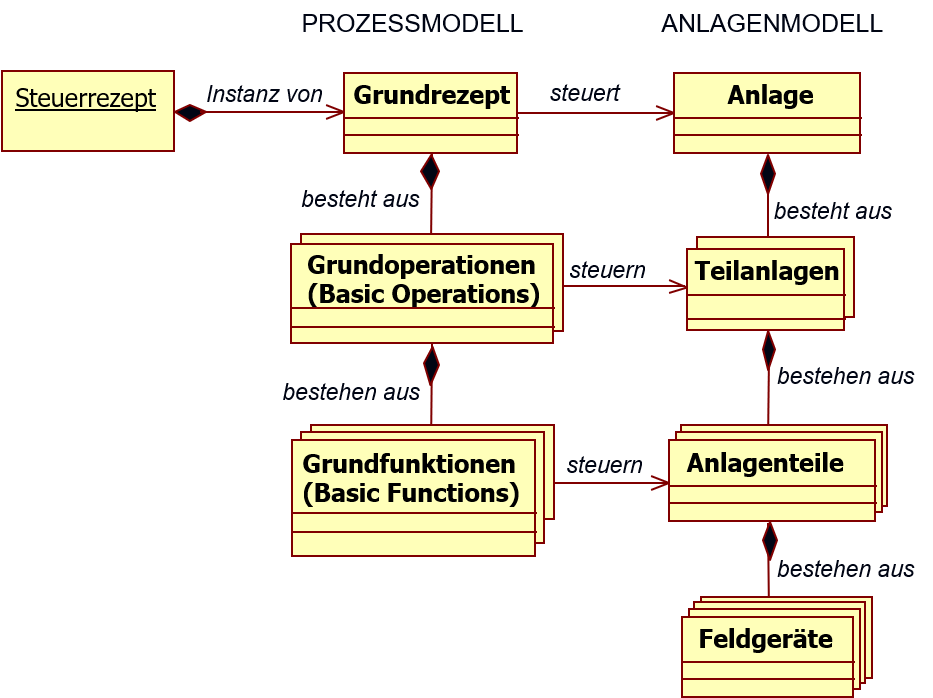 PROZESSMODELL
ANLAGENMODELL
Steuerrezept
Instanz von
Grundrezept
steuert
Anlage
besteht aus
besteht aus
Grundoperationen
(Basic Operations)
steuern
Teilanlagen
bestehen aus
bestehen aus
Grundfunktionen
(Basic Functions)
steuern
Anlagenteile
bestehen aus
Feldgeräte